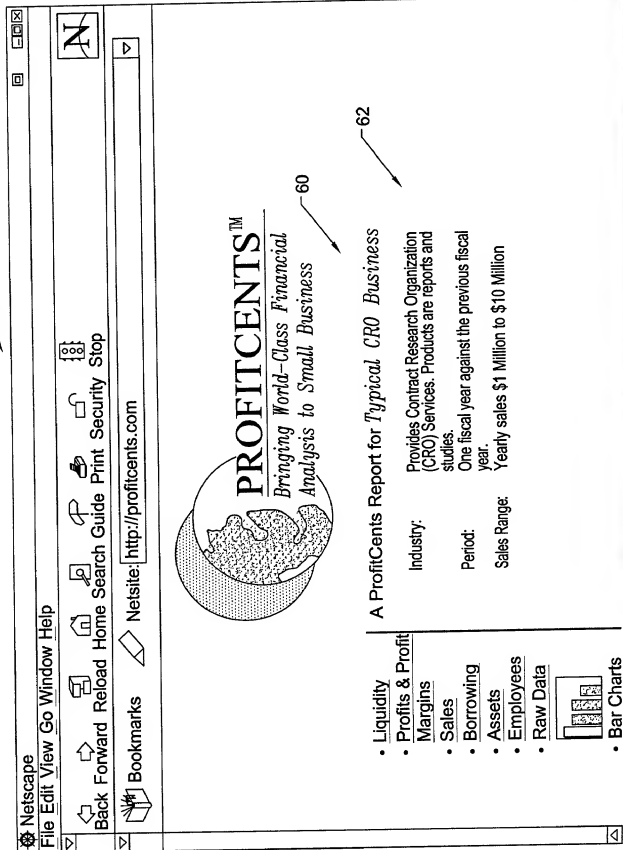 Netscape
File Edit View Go Window Help
Back Forward Reload Home Search Guide Print Security Stop
N
Bookmarks Netsite: http://profitcents.com
PROFITCENTS™
Bringing World-Class Financial
Analysis to Small Business
60
62
• Liquidity
• Profits & Profit
Margins
• Sales
• Borrowing
• Assets
• Employees
• Raw Data
• Bar Charts
A ProfitCents Report for Typical CRO Business
Industry: Provides Contract Research Organization
(CRO) Services. Products are reports and
studies.
Period: One fiscal year against the previous fiscal
year.
Sales Range: Yearly sales $1 Million to $10 Million